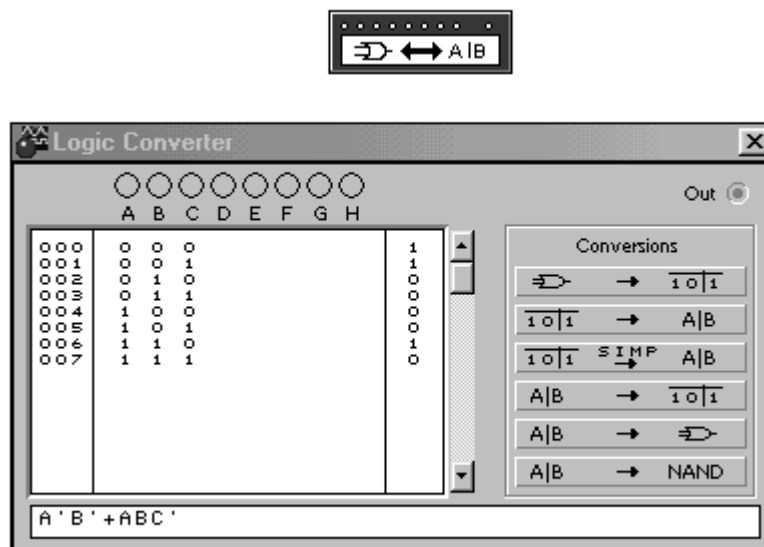 A|B
Logic Converter
A B C D E F G H
Out
000 0 0 0 1
001 0 0 1 1
002 0 1 0 0
003 0 1 1 0
004 1 0 0 0
005 1 0 1 0
006 1 1 0 1
007 1 1 1 0
Conversions
→ 1 0|1
1 0|1 → A|B
1 0|1 SIMP → A|B
A|B → 1 0|1
A|B →
A|B → NAND
A'B'+ABC'